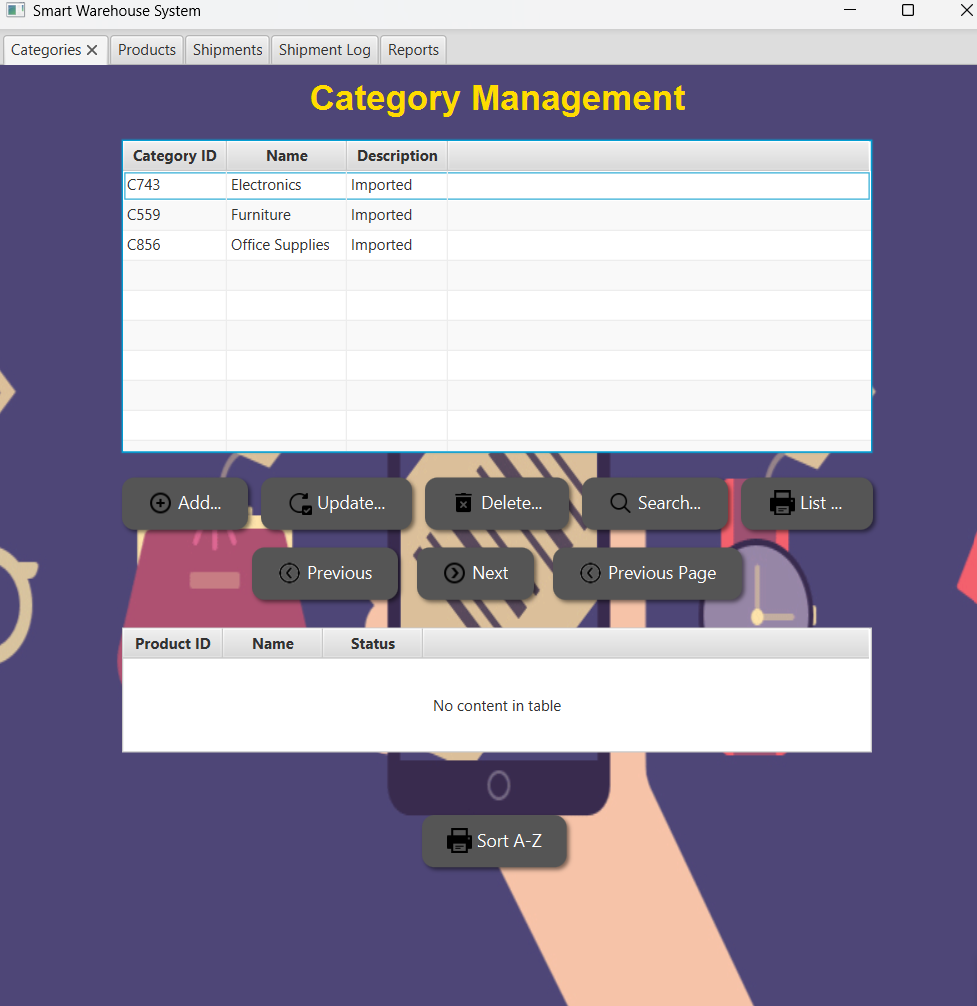 Smart Warehouse System
Categories Products Shipments Shipment Log Reports
Category Management
Category ID Name Description
C743 Electronics Imported
C559 Furniture Imported
C856 Office Supplies Imported
Add... Update... Delete... Search... List ...
Previous Next Previous Page
Product ID Name Status
No content in table
Sort A-Z